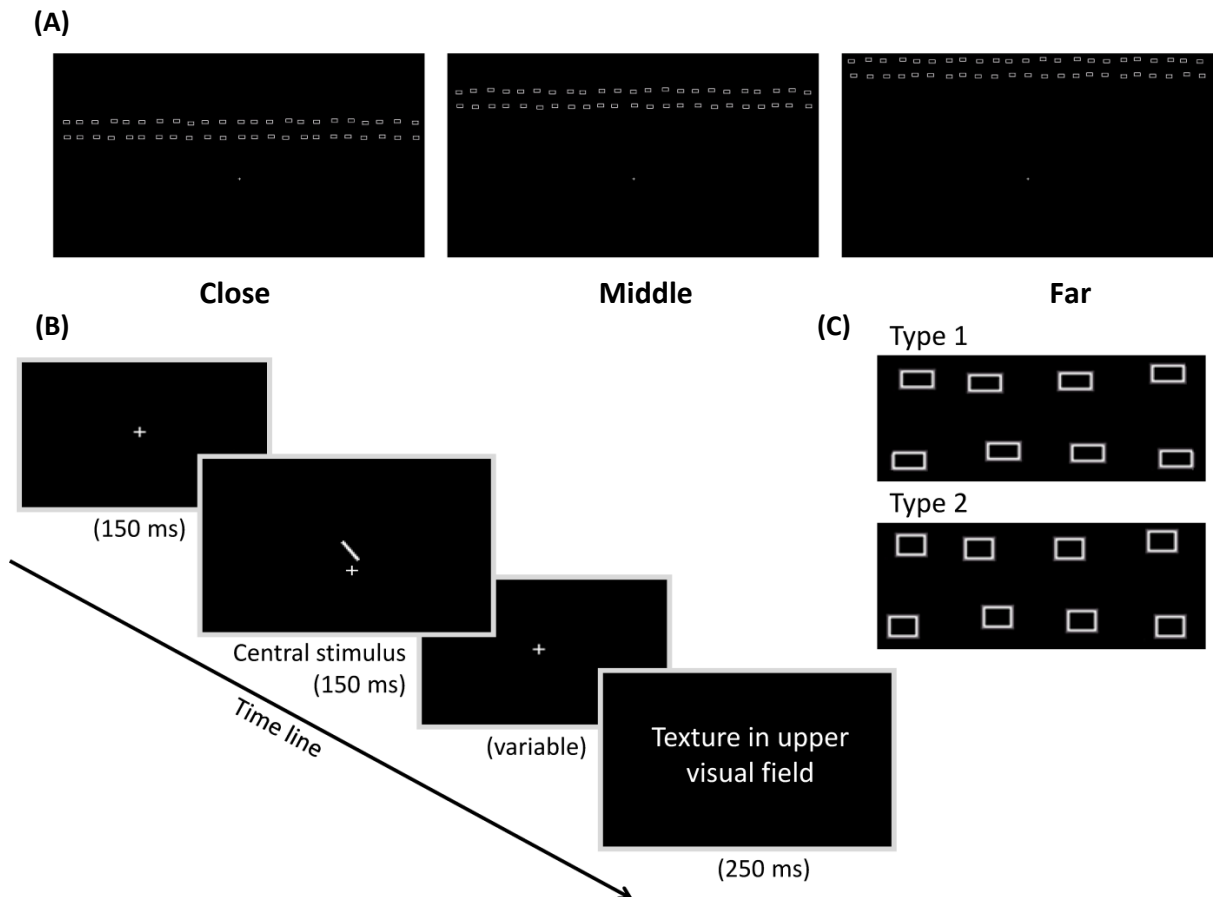 (A)
Close
Middle
Far
(B)
(150 ms)
Central stimulus
(150 ms)
Time line
(variable)
Texture in upper
visual field
(250 ms)
(C)
Type 1
Type 2